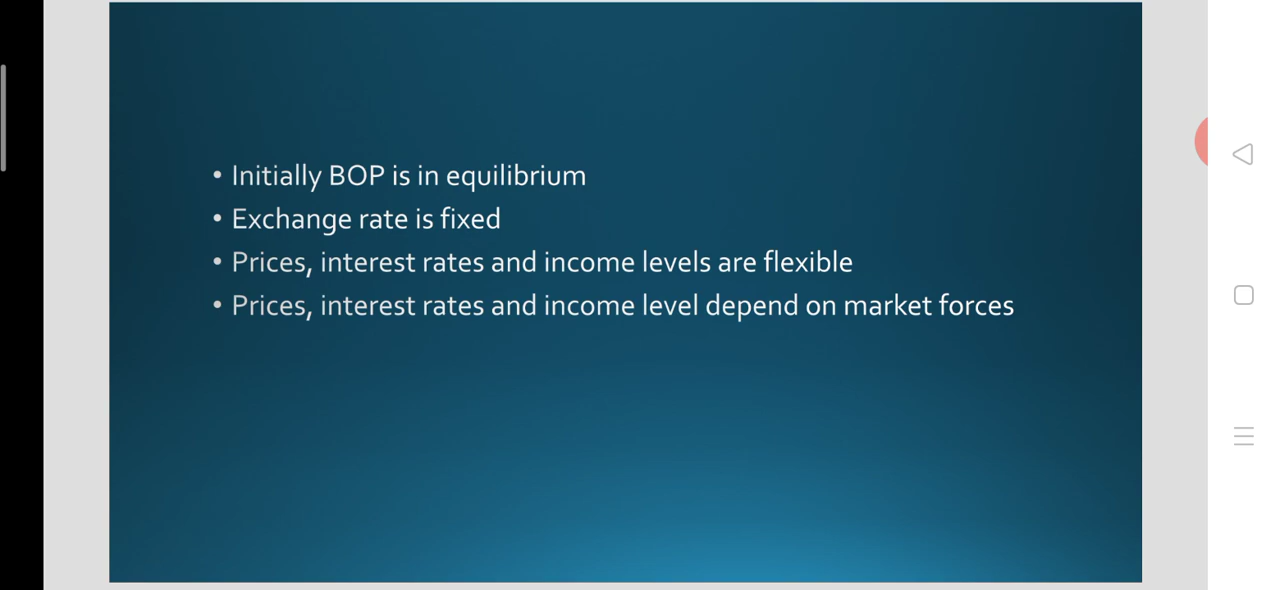 • Initially BOP is in equilibrium
• Exchange rate is fixed
• Prices, interest rates and income levels are flexible
• Prices, interest rates and income level depend on market forces